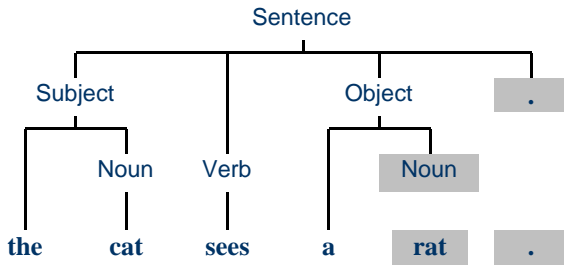 Sentence
Subject Object .
Noun Verb Noun
the cat sees a rat .